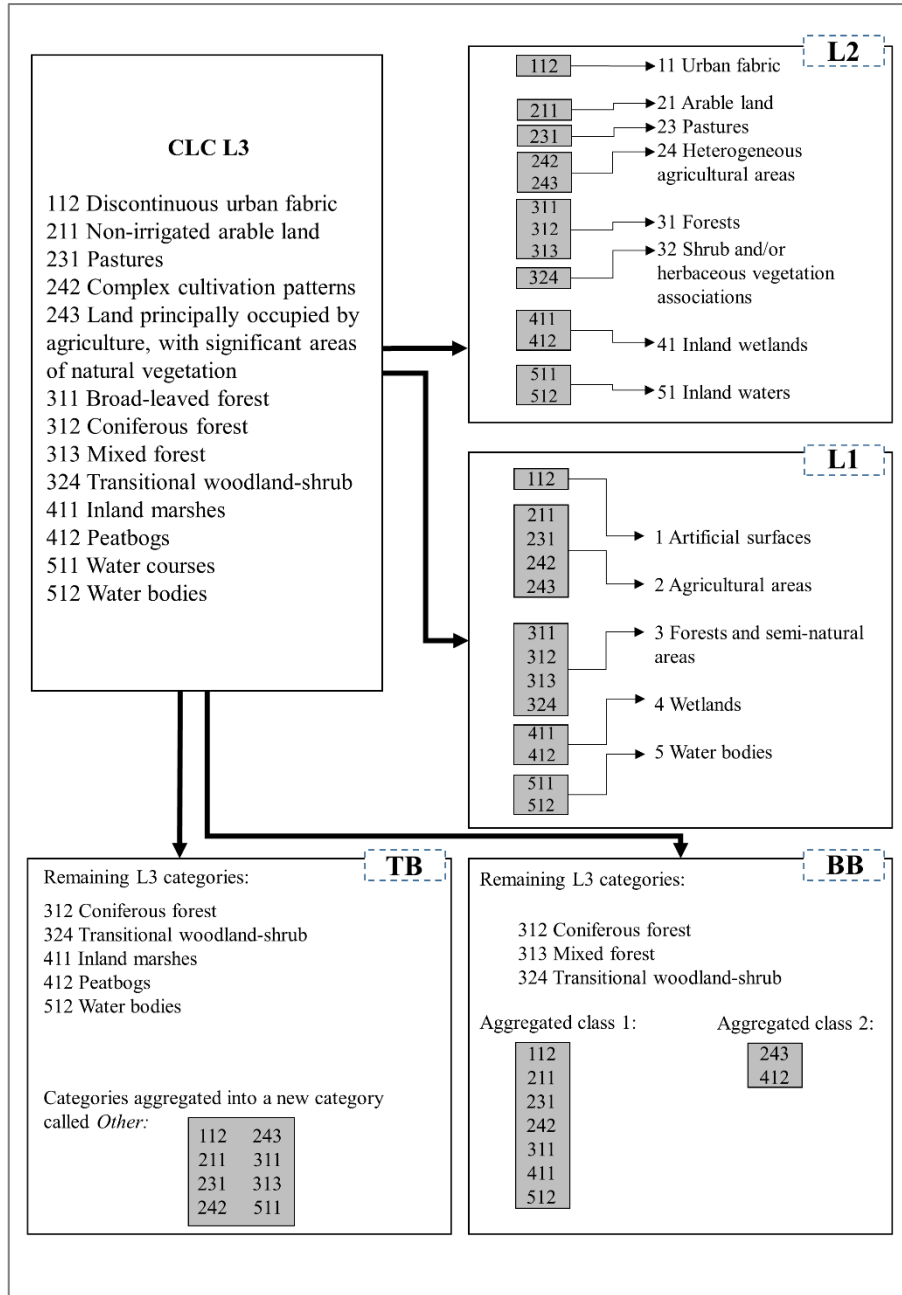 CLC L3
112 Discontinuous urban fabric
211 Non-irrigated arable land
231 Pastures
242 Complex cultivation patterns
243 Land principally occupied by
agriculture, with significant areas
of natural vegetation
311 Broad-leaved forest
312 Coniferous forest
313 Mixed forest
324 Transitional woodland-shrub
411 Inland marshes
412 Peatbogs
511 Water courses
512 Water bodies
L2
112
11 Urban fabric
211
21 Arable land
231
23 Pastures
242
243
24 Heterogeneous
agricultural areas
311
312
313
31 Forests
324
32 Shrub and/or
herbaceous vegetation
associations
411
412
41 Inland wetlands
511
512
51 Inland waters
L1
112
1 Artificial surfaces
211
231
242
243
2 Agricultural areas
311
312
313
324
3 Forests and semi-natural
areas
411
412
4 Wetlands
511
512
5 Water bodies
TB
Remaining L3 categories:
312 Coniferous forest
324 Transitional woodland-shrub
411 Inland marshes
412 Peatbogs
512 Water bodies
Categories aggregated into a new category
called Other:
112 243
211 311
231 313
242 511
BB
Remaining L3 categories:
312 Coniferous forest
313 Mixed forest
324 Transitional woodland-shrub
Aggregated class 1:
112
211
231
242
311
411
512
Aggregated class 2:
243
412